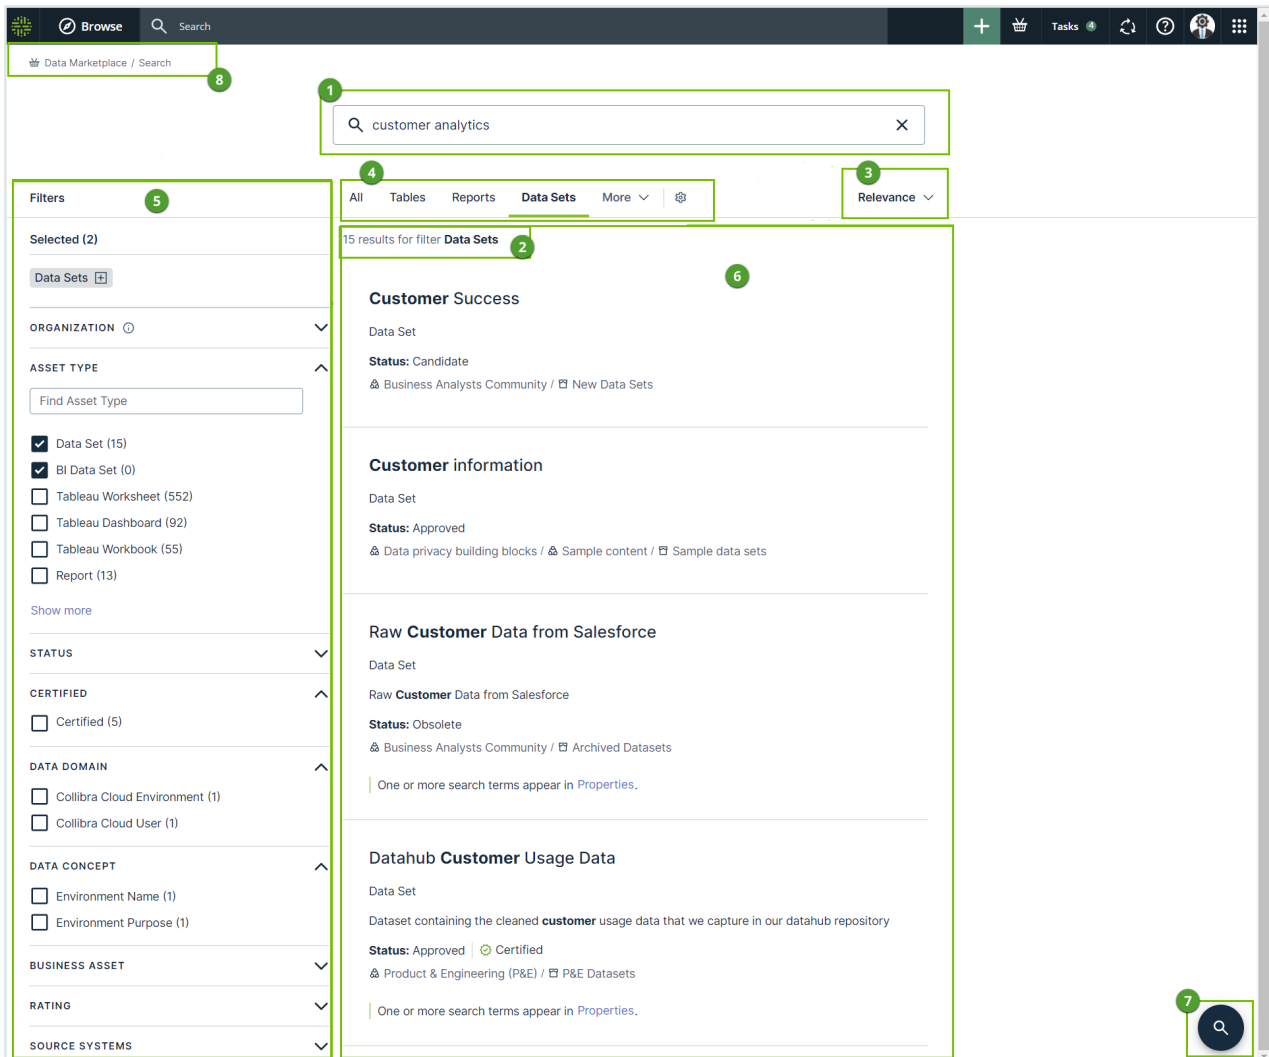 Browse
Search
Tasks 4
Data Marketplace / Search
8
1
customer analytics
Filters
5
4
All Tables Reports Data Sets More
3
Relevance
Selected (2)
Data Sets
15 results for filter Data Sets
2
6
ORGANIZATION
ASSET TYPE
Find Asset Type
Data Set (15)
BI Data Set (0)
Tableau Worksheet (552)
Tableau Dashboard (92)
Tableau Workbook (55)
Report (13)
Show more
STATUS
CERTIFIED
Certified (5)
DATA DOMAIN
Collibra Cloud Environment (1)
Collibra Cloud User (1)
DATA CONCEPT
Environment Name (1)
Environment Purpose (1)
BUSINESS ASSET
RATING
SOURCE SYSTEMS
Customer Success
Data Set
Status: Candidate
Business Analysts Community / New Data Sets
Customer information
Data Set
Status: Approved
Data privacy building blocks / Sample content / Sample data sets
Raw Customer Data from Salesforce
Data Set
Raw Customer Data from Salesforce
Status: Obsolete
Business Analysts Community / Archived Datasets
One or more search terms appear in Properties.
Datahub Customer Usage Data
Data Set
Dataset containing the cleaned customer usage data that we capture in our datahub repository
Status: Approved Certified
Product & Engineering (P&E) / P&E Datasets
One or more search terms appear in Properties.
7